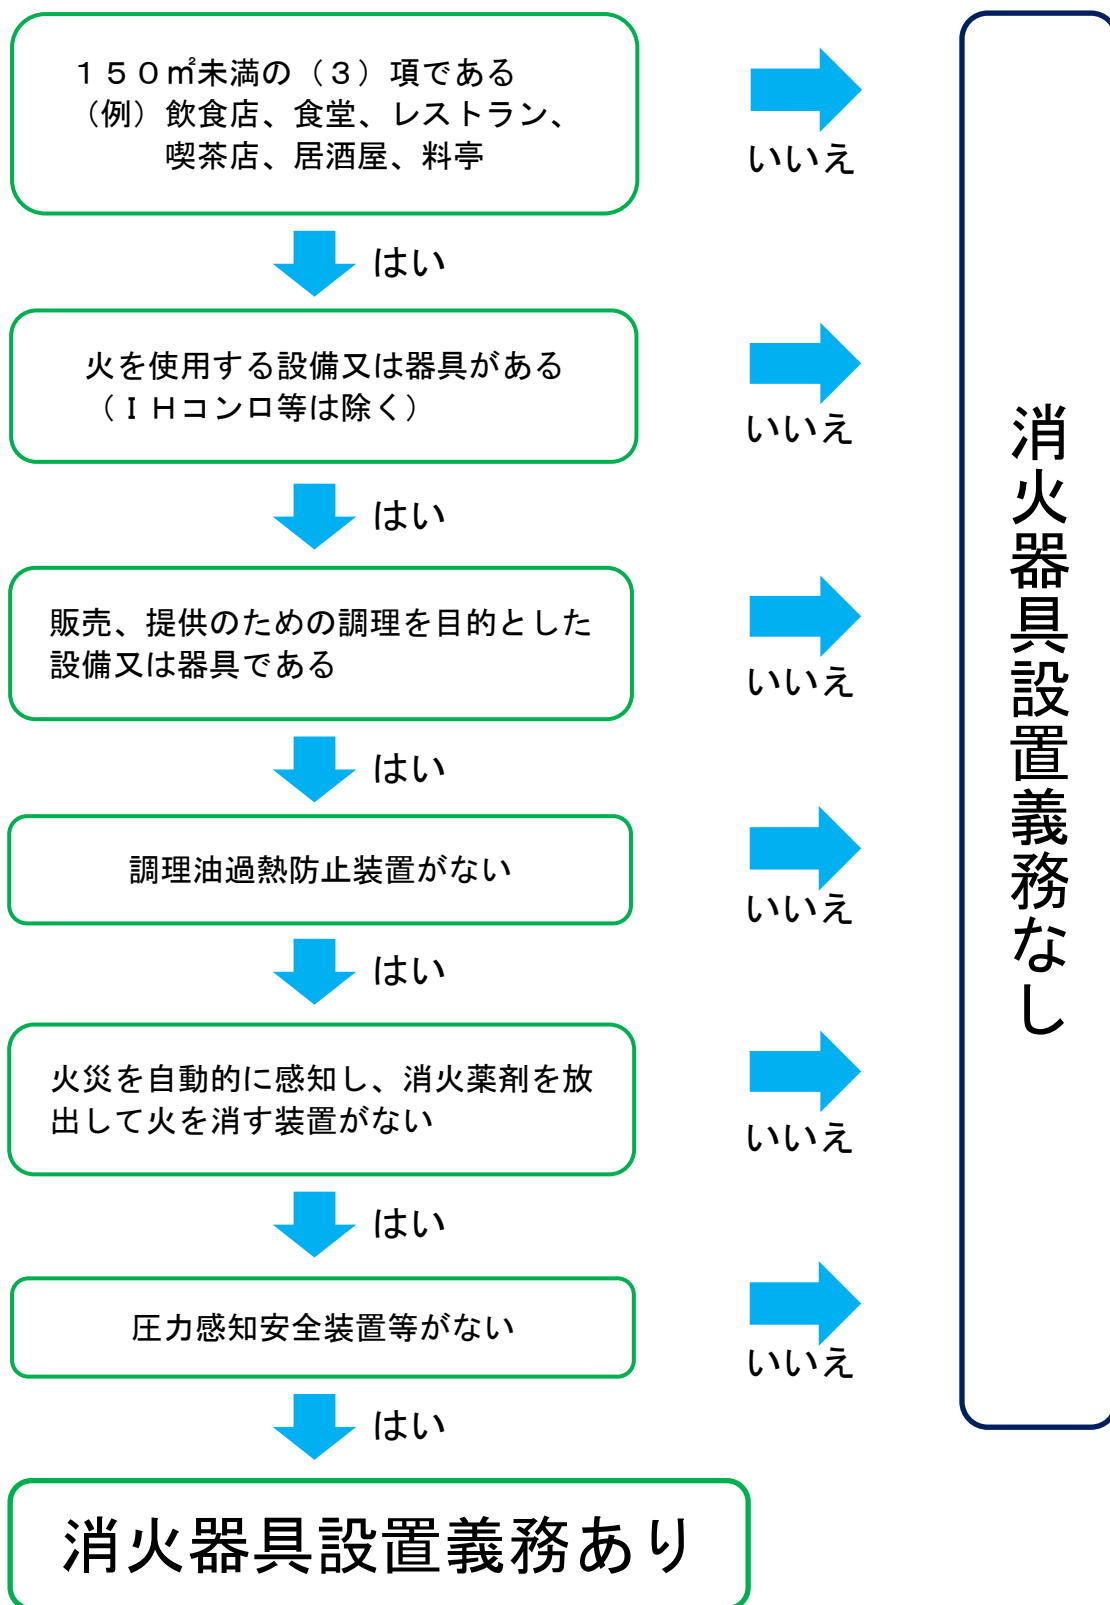 １５０㎡未満の（３）項である
（例）飲食店、食堂、レストラン、
喫茶店、居酒屋、料亭
いいえ
はい
火を使用する設備又は器具がある
（ＩＨコンロ等は除く）
いいえ
はい
販売、提供のための調理を目的とした
設備又は器具である
いいえ
はい
調理油過熱防止装置がない
いいえ
はい
火災を自動的に感知し、消火薬剤を放
出して火を消す装置がない
いいえ
はい
圧力感知安全装置等がない
いいえ
はい
消火器具設置義務あり
消火器具設置義務なし